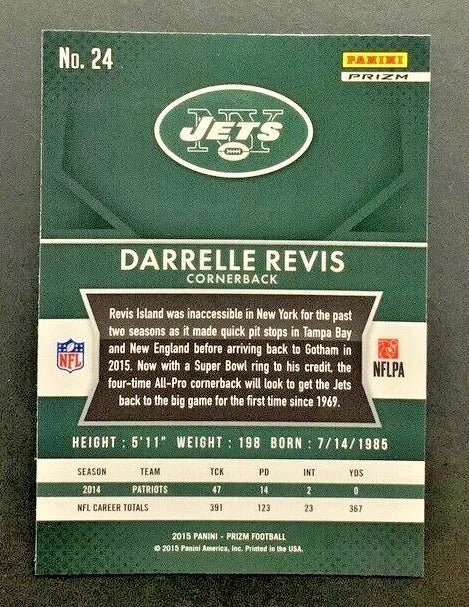 No. 24
PANINI
PRIZM
NY
JETS
DARRELLE REVIS
CORNERBACK
Revis Island was inaccessible in New York for the past
two seasons as it made quick pit stops in Tampa Bay
and New England before arriving back to Gotham in
2015. Now with a Super Bowl ring to his credit, the
four-time All-Pro cornerback will look to get the Jets
back to the big game for the first time since 1969.
NFL
NFLPA
HEIGHT : 5'11" WEIGHT : 198 BORN : 7/14/1985
SEASON TEAM TCK PD INT YDS
2014 PATRIOTS 47 14 2 0
NFL CAREER TOTALS 391 123 23 367
2015 PANINI - PRIZM FOOTBALL
© 2015 Panini America, Inc. Printed in the USA.